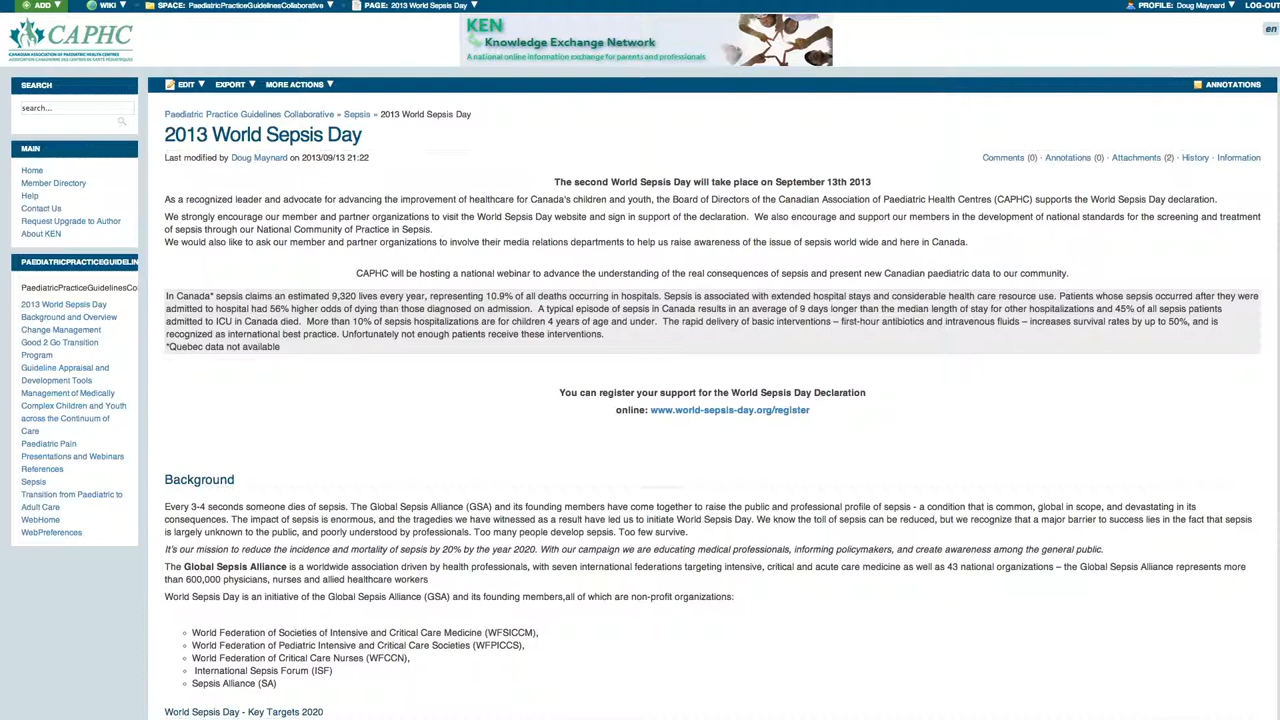 ADD WIKI SPACE: PaediatricPracticeGuidelinesCollaborative PAGE: 2013 World Sepsis Day PROFILE: Doug Maynard LOG-OUT
CAPHC
CANADIAN ASSOCIATION OF PAEDIATRIC HEALTH CENTRES
ASSOCIATION CANADIENNE DES CENTRES DE SANTÉ PÉDIATRIQUES
KEN
Knowledge Exchange Network
A national online information exchange for parents and professionals
en
SEARCH
search...
MAIN
Home
Member Directory
Help
Contact Us
Request Upgrade to Author
About KEN
PAEDIATRICPRACTICEGUIDELIN
PaediatricPracticeGuidelinesCo
2013 World Sepsis Day
Background and Overview
Change Management
Good 2 Go Transition
Program
Guideline Appraisal and
Development Tools
Management of Medically
Complex Children and Youth
across the Continuum of
Care
Paediatric Pain
Presentations and Webinars
References
Sepsis
Transition from Paediatric to
Adult Care
WebHome
WebPreferences
EDIT EXPORT MORE ACTIONS ANNOTATIONS
Paediatric Practice Guidelines Collaborative » Sepsis » 2013 World Sepsis Day
2013 World Sepsis Day
Last modified by Doug Maynard on 2013/09/13 21:22
Comments (0) · Annotations (0) · Attachments (2) · History · Information
The second World Sepsis Day will take place on September 13th 2013
As a recognized leader and advocate for advancing the improvement of healthcare for Canada's children and youth, the Board of Directors of the Canadian Association of Paediatric Health Centres (CAPHC) supports the World Sepsis Day declaration.
We strongly encourage our member and partner organizations to visit the World Sepsis Day website and sign in support of the declaration. We also encourage and support our members in the development of national standards for the screening and treatment
of sepsis through our National Community of Practice in Sepsis.
We would also like to ask our member and partner organizations to involve their media relations departments to help us raise awareness of the issue of sepsis world wide and here in Canada.
CAPHC will be hosting a national webinar to advance the understanding of the real consequences of sepsis and present new Canadian paediatric data to our community.
In Canada* sepsis claims an estimated 9,320 lives every year, representing 10.9% of all deaths occurring in hospitals. Sepsis is associated with extended hospital stays and considerable health care resource use. Patients whose sepsis occurred after they were
admitted to hospital had 56% higher odds of dying than those diagnosed on admission. A typical episode of sepsis in Canada results in an average of 9 days longer than the median length of stay for other hospitalizations and 45% of all sepsis patients
admitted to ICU in Canada died. More than 10% of sepsis hospitalizations are for children 4 years of age and under. The rapid delivery of basic interventions – first-hour antibiotics and intravenous fluids – increases survival rates by up to 50%, and is
recognized as international best practice. Unfortunately not enough patients receive these interventions.
*Quebec data not available
You can register your support for the World Sepsis Day Declaration
online: www.world-sepsis-day.org/register
Background
Every 3-4 seconds someone dies of sepsis. The Global Sepsis Alliance (GSA) and its founding members have come together to raise the public and professional profile of sepsis - a condition that is common, global in scope, and devastating in its
consequences. The impact of sepsis is enormous, and the tragedies we have witnessed as a result have led us to initiate World Sepsis Day. We know the toll of sepsis can be reduced, but we recognize that a major barrier to success lies in the fact that sepsis
is largely unknown to the public, and poorly understood by professionals. Too many people develop sepsis. Too few survive.
It's our mission to reduce the incidence and mortality of sepsis by 20% by the year 2020. With our campaign we are educating medical professionals, informing policymakers, and create awareness among the general public.
The Global Sepsis Alliance is a worldwide association driven by health professionals, with seven international federations targeting intensive, critical and acute care medicine as well as 43 national organizations – the Global Sepsis Alliance represents more
than 600,000 physicians, nurses and allied healthcare workers
World Sepsis Day is an initiative of the Global Sepsis Alliance (GSA) and its founding members,all of which are non-profit organizations:
World Federation of Societies of Intensive and Critical Care Medicine (WFSICCM),
World Federation of Pediatric Intensive and Critical Care Societies (WFPICCS),
World Federation of Critical Care Nurses (WFCCN),
International Sepsis Forum (ISF)
Sepsis Alliance (SA)
World Sepsis Day - Key Targets 2020